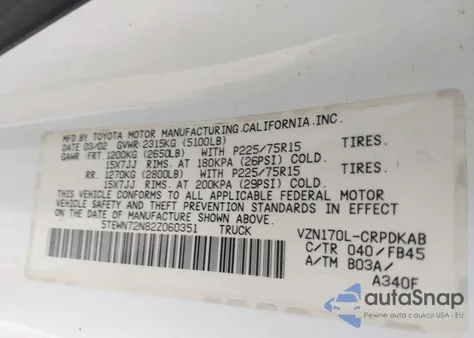 MFD.BY TOYOTA MOTOR MANUFACTURING.CALIFORNIA.INC.
DATE 03/02 GVWR 2315KG (5100LB)
GAWR FRT.1200KG (2650LB) WITH P225/75R15 TIRES.
15X7JJ RIMS. AT 180KPA (26PSI) COLD.
RR. 1270KG (2800LB) WITH P225/75R15 TIRES.
15X7JJ RIMS. AT 200KPA (29PSI) COLD.
THIS VEHICLE CONFORMS TO ALL APPLICABLE FEDERAL MOTOR
VEHICLE SAFETY AND THEFT PREVENTION STANDARDS IN EFFECT
ON THE DATE OF MANUFACTURE SHOWN ABOVE.
5TEWN72N82Z060351 TRUCK
VZN170L-CRPDKAB
C/TR 040/FB45
A/TM B03A/
A340F
autoSnap
Pewne auta z USA - EU